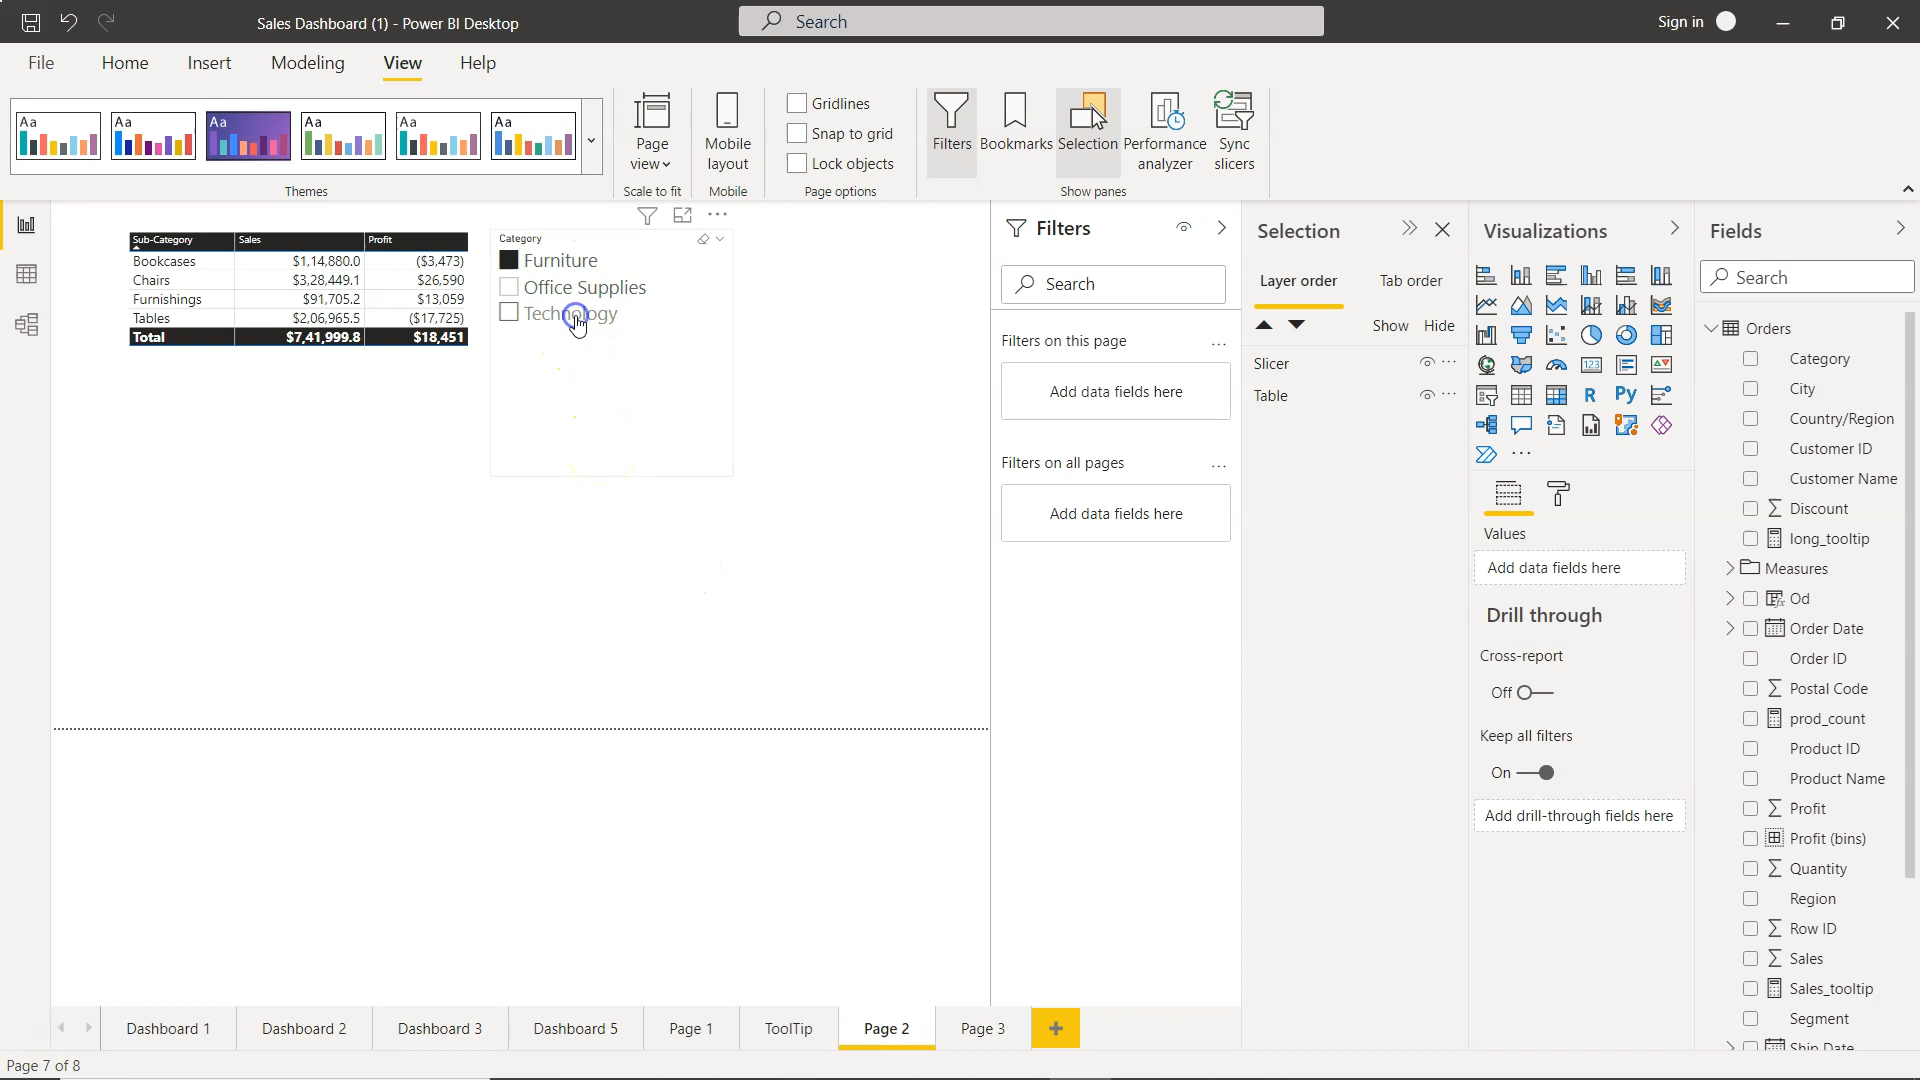 Sales Dashboard (1) - Power BI Desktop
Search
Sign in
File Home Insert Modeling View Help
Aa Aa Aa Aa Aa Aa
Themes
Page view
Scale to fit
Mobile layout
Mobile
Gridlines
Snap to grid
Lock objects
Page options
Filters
Bookmarks
Selection
Performance analyzer
Sync slicers
Show panes
Sub-Category Sales Profit
Bookcases $1,14,880.0 ($3,473)
Chairs $3,28,449.1 $26,590
Furnishings $91,705.2 $13,059
Tables $2,06,965.5 ($17,725)
Total $7,41,999.8 $18,451
Category
Furniture
Office Supplies
Technology
Filters
Search
Filters on this page ...
Add data fields here
Filters on all pages ...
Add data fields here
Selection
Layer order Tab order
Show Hide
Slicer
Table
Visualizations
123
R Py
Values
Add data fields here
Drill through
Cross-report
Off
Keep all filters
On
Add drill-through fields here
Fields
Search
Orders
Category
City
Country/Region
Customer ID
Customer Name
Discount
long_tooltip
Measures
Od
Order Date
Order ID
Postal Code
prod_count
Product ID
Product Name
Profit
Profit (bins)
Quantity
Region
Row ID
Sales
Sales_tooltip
Segment
Ship Date
Dashboard 1 Dashboard 2 Dashboard 3 Dashboard 5 Page 1 ToolTip Page 2 Page 3 +
Page 7 of 8